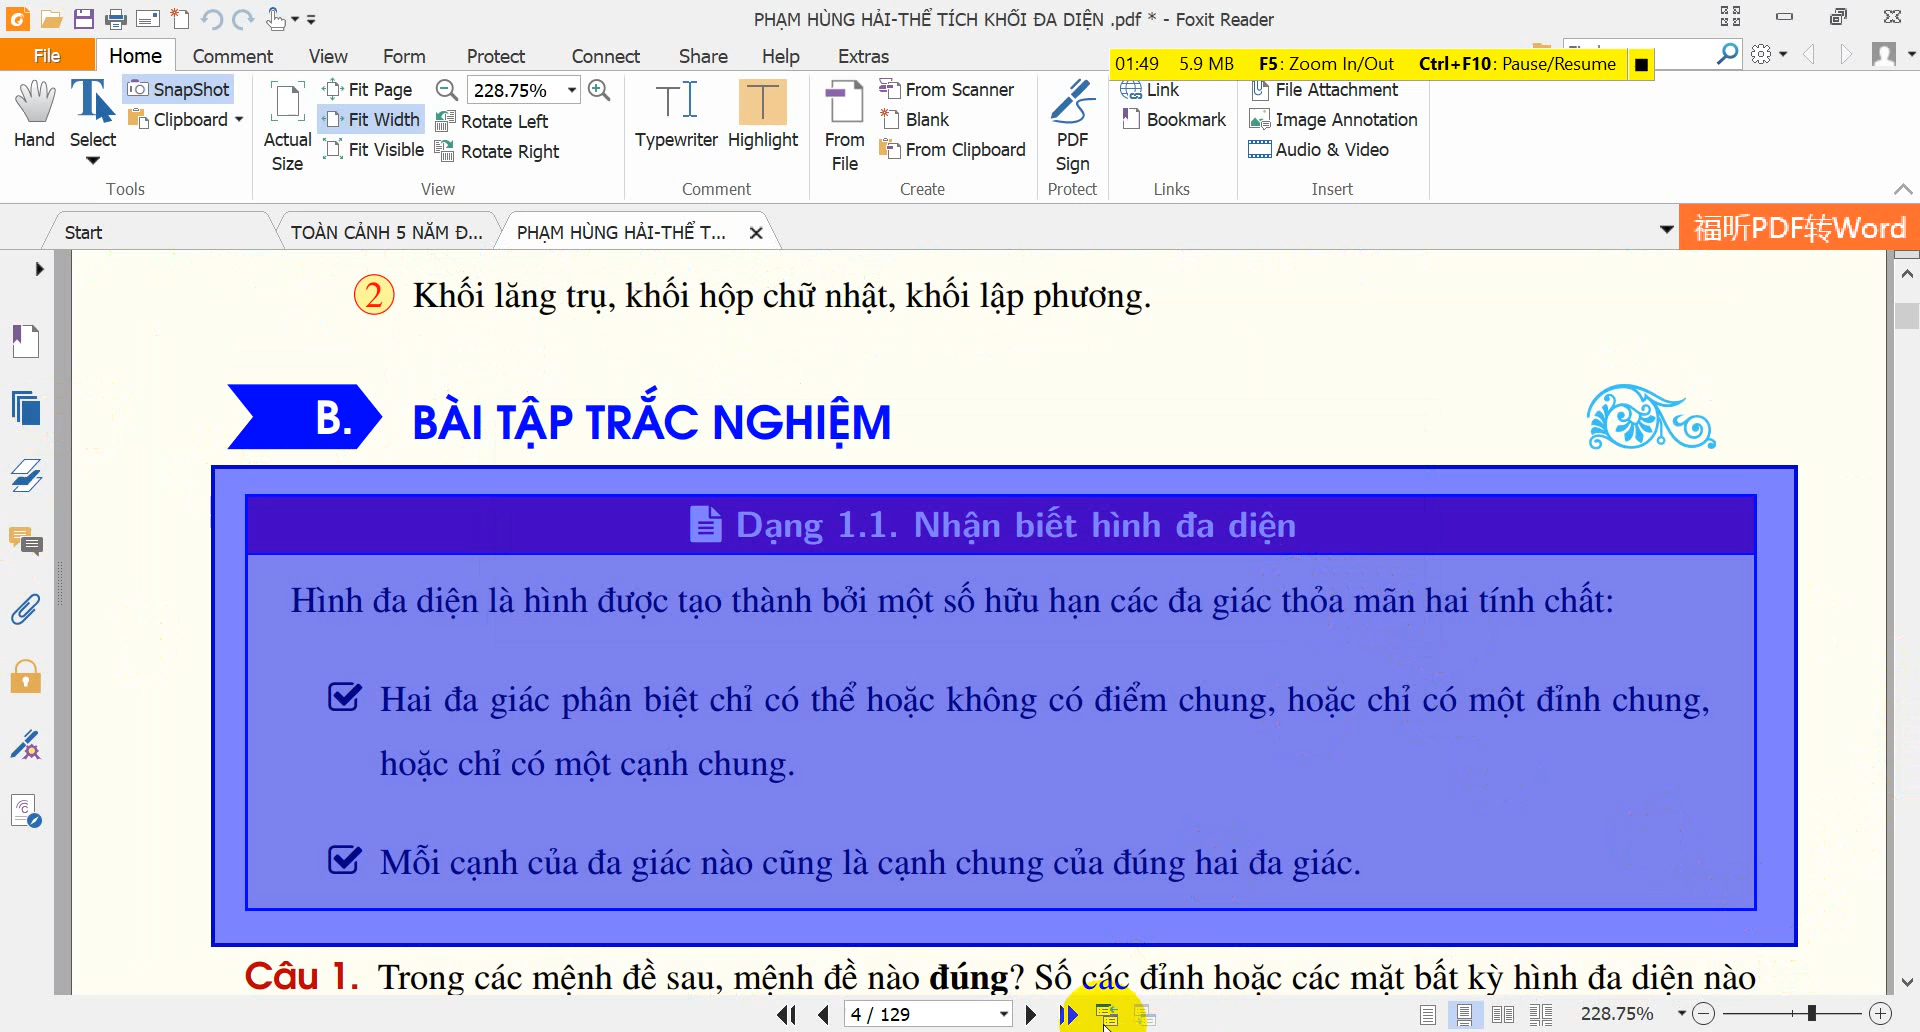 PHẠM HÙNG HẢI-THỂ TÍCH KHỐI ĐA DIỆN .pdf * - Foxit Reader
File Home Comment View Form Protect Connect Share Help Extras
01:49 5.9 MB F5: Zoom In/Out Ctrl+F10: Pause/Resume
SnapShot Fit Page 228.75% From Scanner Link File Attachment
Clipboard Fit Width Rotate Left Blank Bookmark Image Annotation
Hand Select Actual Size Fit Visible Rotate Right Typewriter Highlight From File From Clipboard PDF Sign Audio & Video
Tools View Comment Create Protect Links Insert
Start TOÀN CẢNH 5 NĂM Đ... PHẠM HÙNG HẢI-THỂ T... 福昕PDF转Word
2 Khối lăng trụ, khối hộp chữ nhật, khối lập phương.
B. BÀI TẬP TRẮC NGHIỆM
Dạng 1.1. Nhận biết hình đa diện
Hình đa diện là hình được tạo thành bởi một số hữu hạn các đa giác thỏa mãn hai tính chất:
Hai đa giác phân biệt chỉ có thể hoặc không có điểm chung, hoặc chỉ có một đỉnh chung,
hoặc chỉ có một cạnh chung.
Mỗi cạnh của đa giác nào cũng là cạnh chung của đúng hai đa giác.
Câu 1. Trong các mệnh đề sau, mệnh đề nào đúng? Số các đỉnh hoặc các mặt bất kỳ hình đa diện nào
4 / 129 228.75%